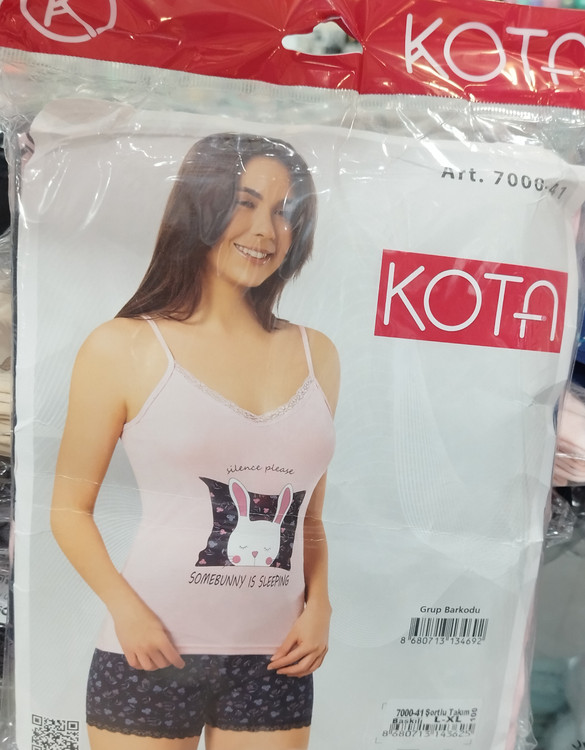 KOTA
Art. 7000-41
KOTA
silence please
SOMEBUNNY IS SLEEPING
Grup Barkodu
8 680713 134692
7000-41 Şortlu Takım
Baskılı L-XL